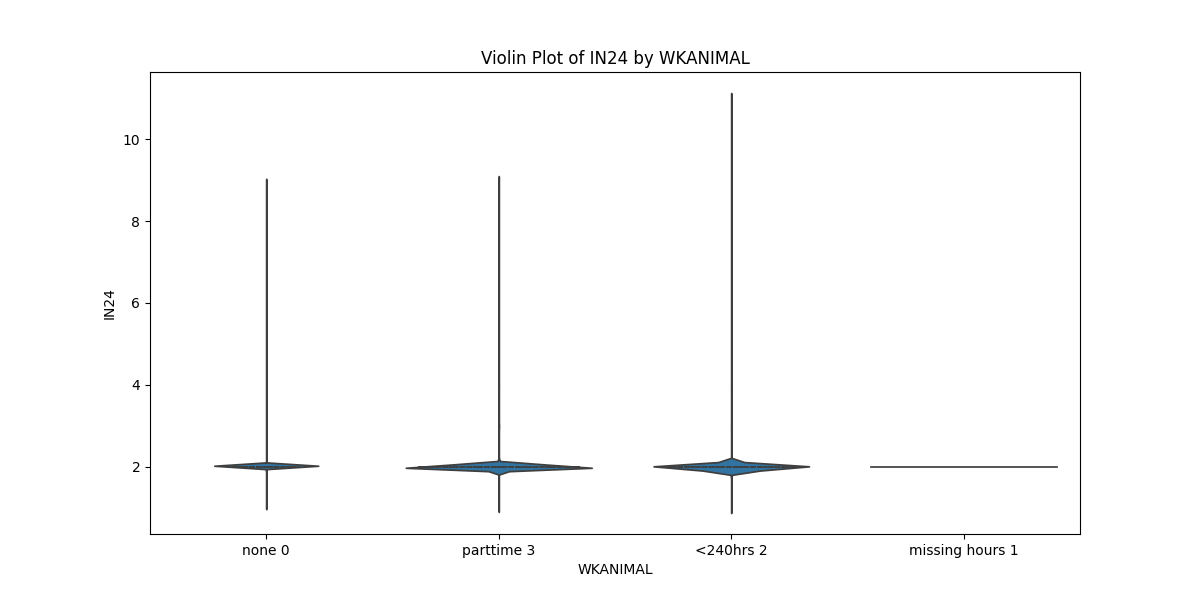 Violin Plot of IN24 by WKANIMAL
10
8
6
4
2
IN24
none 0
parttime 3
<240hrs 2
missing hours 1
WKANIMAL